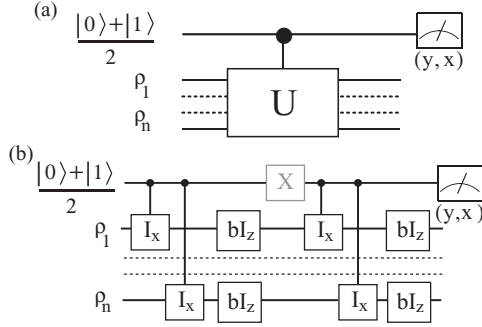 (a)
|0⟩+|1⟩
2
(y,x)
ρ1
U
ρn
(b)
|0⟩+|1⟩
2
X
(y,x)
ρ1 Ix bIz Ix bIz
ρn Ix bIz Ix bIz